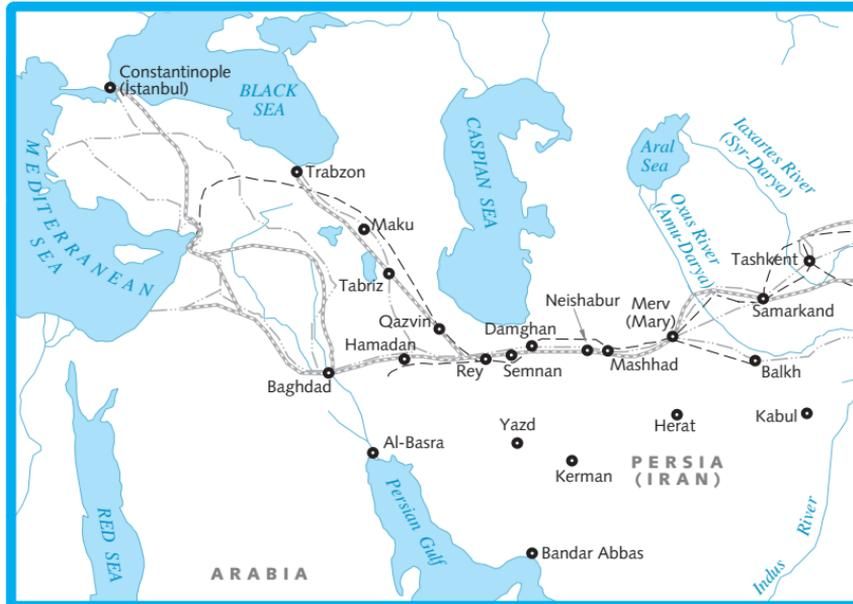 Constantinople
(İstanbul)
BLACK
SEA
CASPIAN SEA
Aral
Sea
Iaxartes River
(Syr-Darya)
Oxus River
(Amu-Darya)
MEDITERRANEAN
SEA
Trabzon
Maku
Tabriz
Tashkent
Samarkand
Merv
(Mary)
Neishabur
Qazvin
Damghan
Hamadan
Rey
Semnan
Mashhad
Balkh
Baghdad
Yazd
Herat
Kabul
Al-Basra
Kerman
PERSIA
(IRAN)
Persian Gulf
RED SEA
Indus River
Bandar Abbas
ARABIA